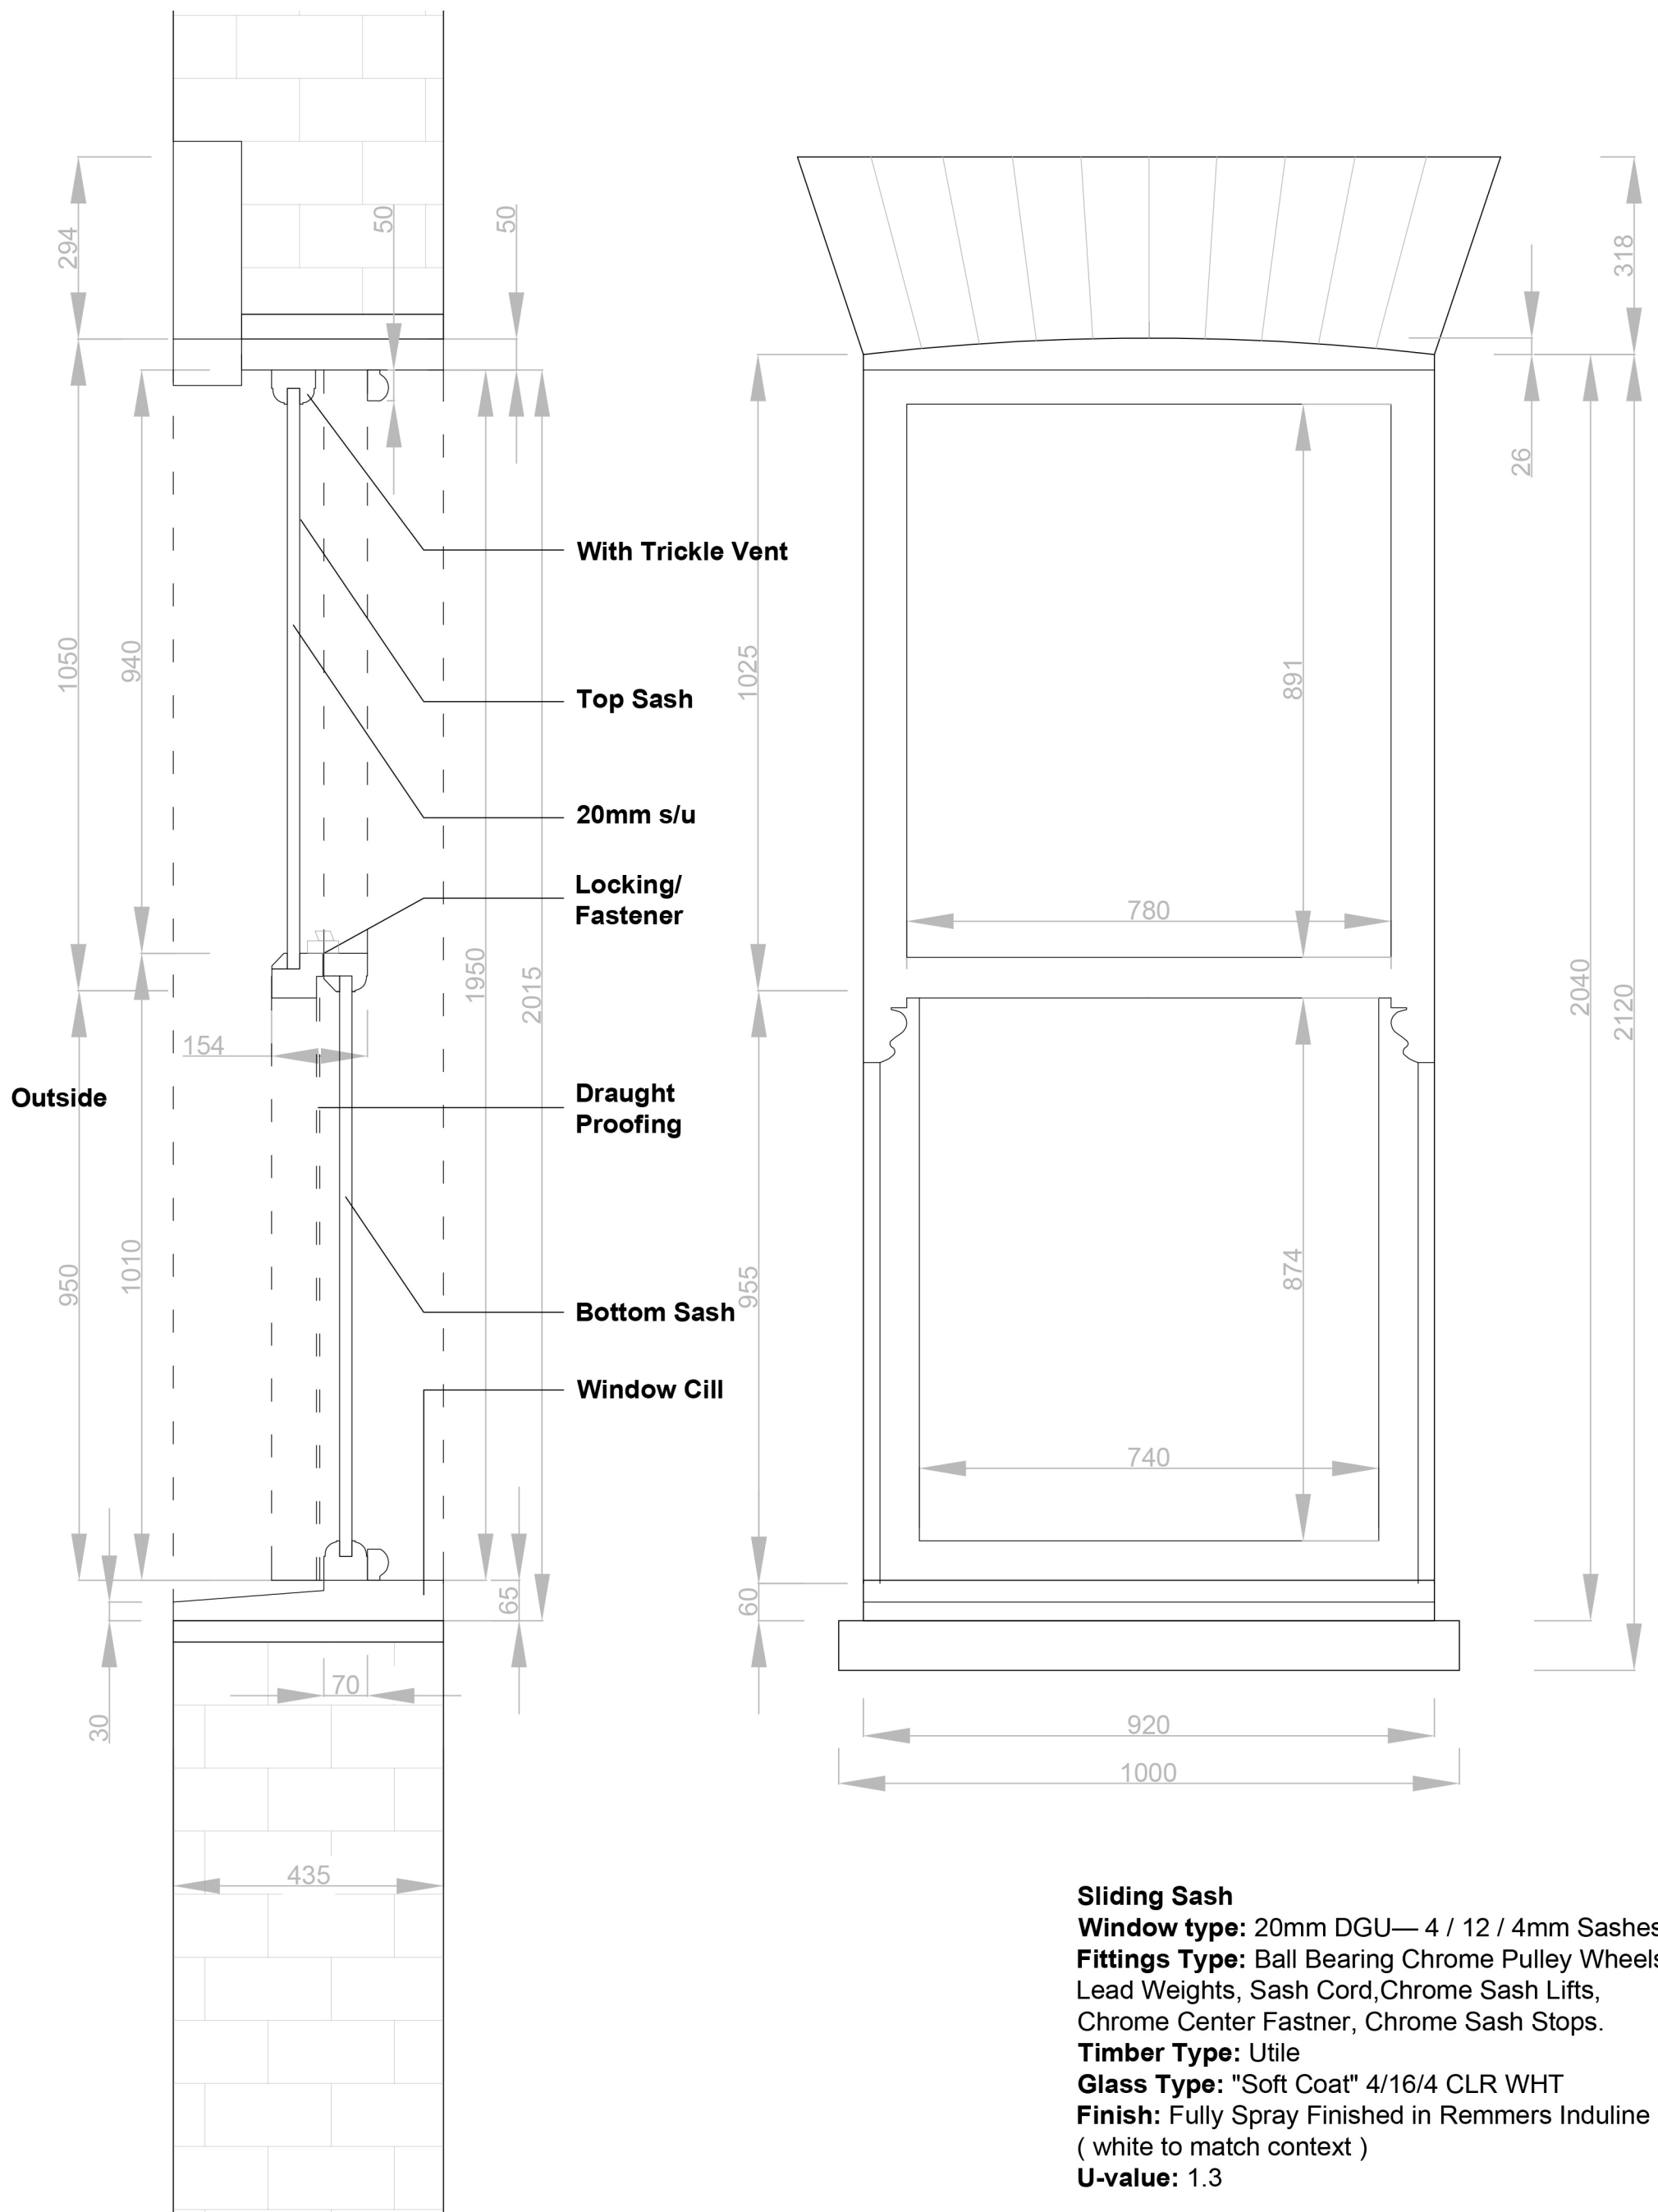 294
50
50
318
26
With Trickle Vent
1050
940
1025
891
Top Sash
20mm s/u
Locking/
Fastener
780
1950
2015
2040
2120
154
Outside
Draught
Proofing
950
1010
955
874
Bottom Sash
Window Cill
740
65
60
30
70
920
1000
435
Sliding Sash
Window type: 20mm DGU— 4 / 12 / 4mm Sashes
Fittings Type: Ball Bearing Chrome Pulley Wheels
Lead Weights, Sash Cord,Chrome Sash Lifts,
Chrome Center Fastner, Chrome Sash Stops.
Timber Type: Utile
Glass Type: "Soft Coat" 4/16/4 CLR WHT
Finish: Fully Spray Finished in Remmers Induline
( white to match context )
U-value: 1.3